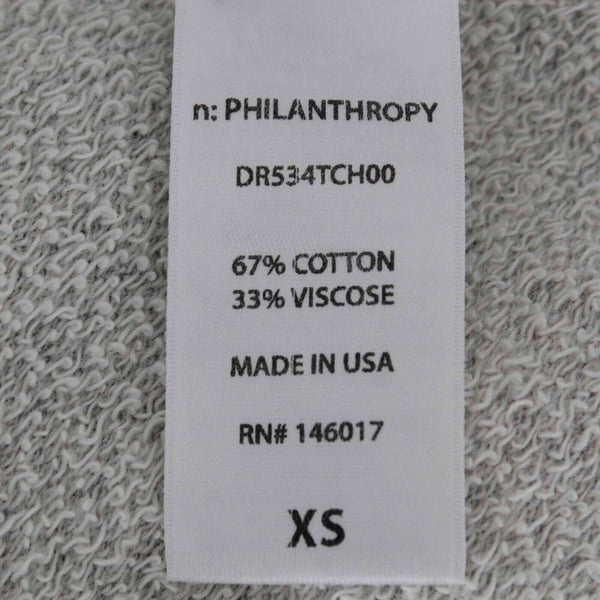 n: PHILANTHROPY
DR534TCH00
67% COTTON
33% VISCOSE
MADE IN USA
RN# 146017
XS